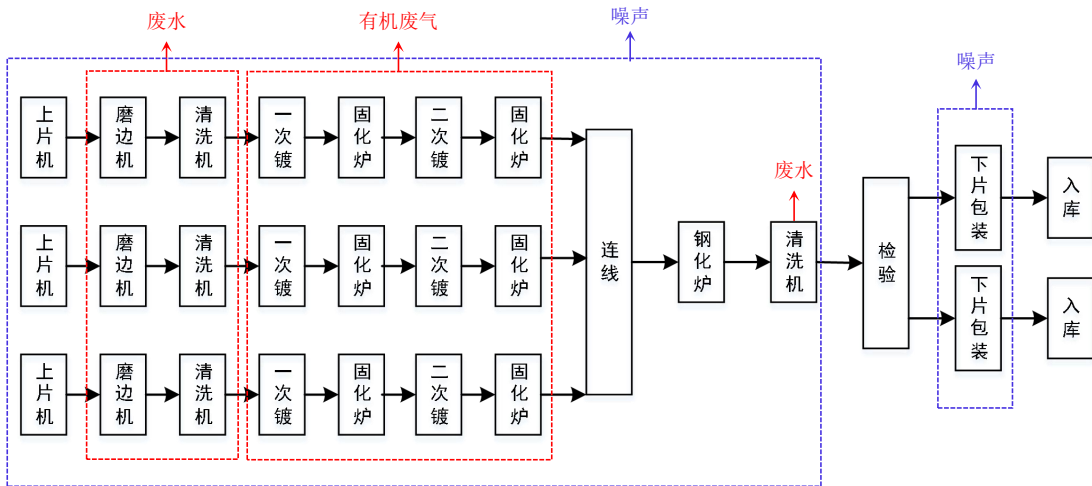 废水
有机废气
噪声
噪声
上片机
磨边机
清洗机
一次镀
固化炉
二次镀
固化炉
上片机
磨边机
清洗机
一次镀
固化炉
二次镀
固化炉
上片机
磨边机
清洗机
一次镀
固化炉
二次镀
固化炉
连线
钢化炉
废水
清洗机
检验
下片包装
入库
下片包装
入库